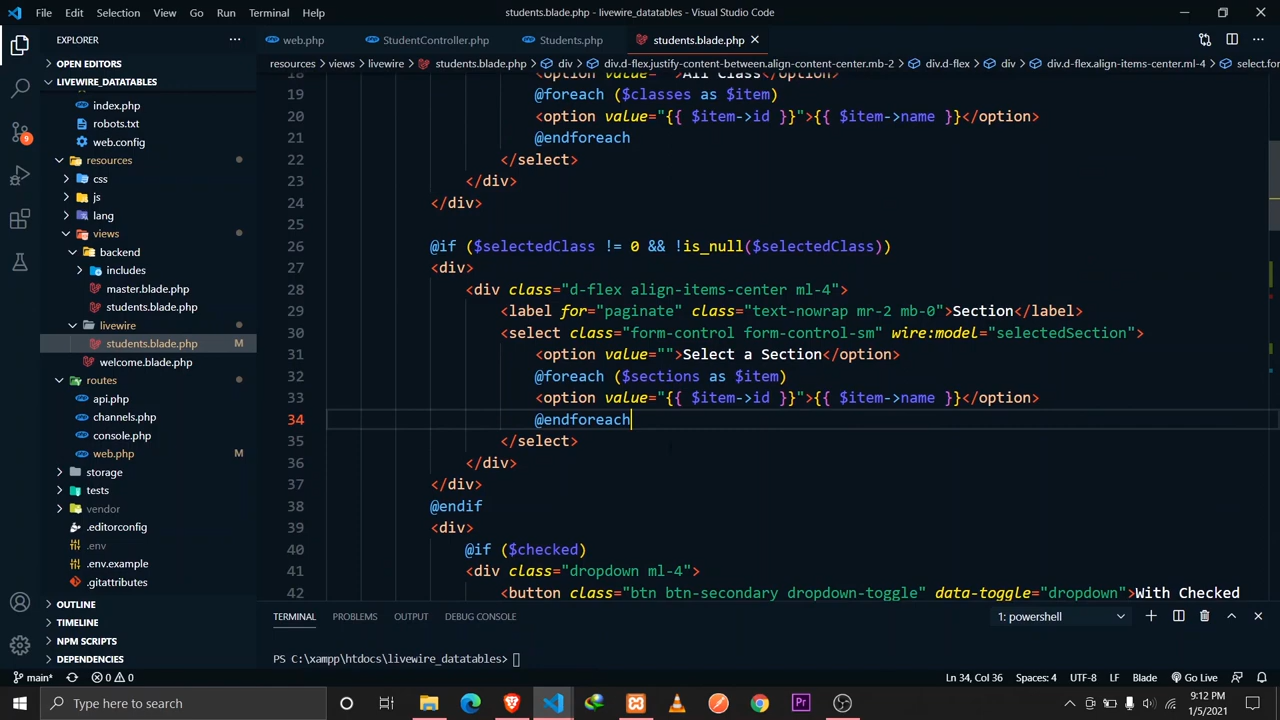 File Edit Selection View Go Run Terminal Help
students.blade.php - livewire_datatables - Visual Studio Code
EXPLORER
web.php
StudentController.php
Students.php
students.blade.php
OPEN EDITORS
LIVEWIRE_DATATABLES
index.php
robots.txt
web.config
resources
css
js
lang
views
backend
includes
master.blade.php
students.blade.php
livewire
students.blade.php M
welcome.blade.php
routes
api.php
channels.php
console.php
web.php M
storage
tests
vendor
.editorconfig
.env
.env.example
.gitattributes
OUTLINE
TIMELINE
NPM SCRIPTS
DEPENDENCIES
9
resources > views > livewire > students.blade.php > div > div.d-flex.justify-content-between.align-content-center.mb-2 > div.d-flex > div > div.d-flex.align-items-center.ml-4 > select.for
18 <option value="">All Class</option>
19 @foreach ($classes as $item)
20 <option value="{{ $item->id }}">{{ $item->name }}</option>
21 @endforeach
22 </select>
23 </div>
24 </div>
25
26 @if ($selectedClass != 0 && !is_null($selectedClass))
27 <div>
28 <div class="d-flex align-items-center ml-4">
29 <label for="paginate" class="text-nowrap mr-2 mb-0">Section</label>
30 <select class="form-control form-control-sm" wire:model="selectedSection">
31 <option value="">Select a Section</option>
32 @foreach ($sections as $item)
33 <option value="{{ $item->id }}">{{ $item->name }}</option>
34 @endforeach
35 </select>
36 </div>
37 </div>
38 @endif
39 <div>
40 @if ($checked)
41 <div class="dropdown ml-4">
42 <button class="btn btn-secondary dropdown-toggle" data-toggle="dropdown">With Checked
TERMINAL PROBLEMS OUTPUT DEBUG CONSOLE
1: powershell
PS C:\xampp\htdocs\livewire_datatables>
main* 0 0
Ln 34, Col 36 Spaces: 4 UTF-8 LF Blade Go Live
Type here to search
Pr
9:12 PM
1/5/2021